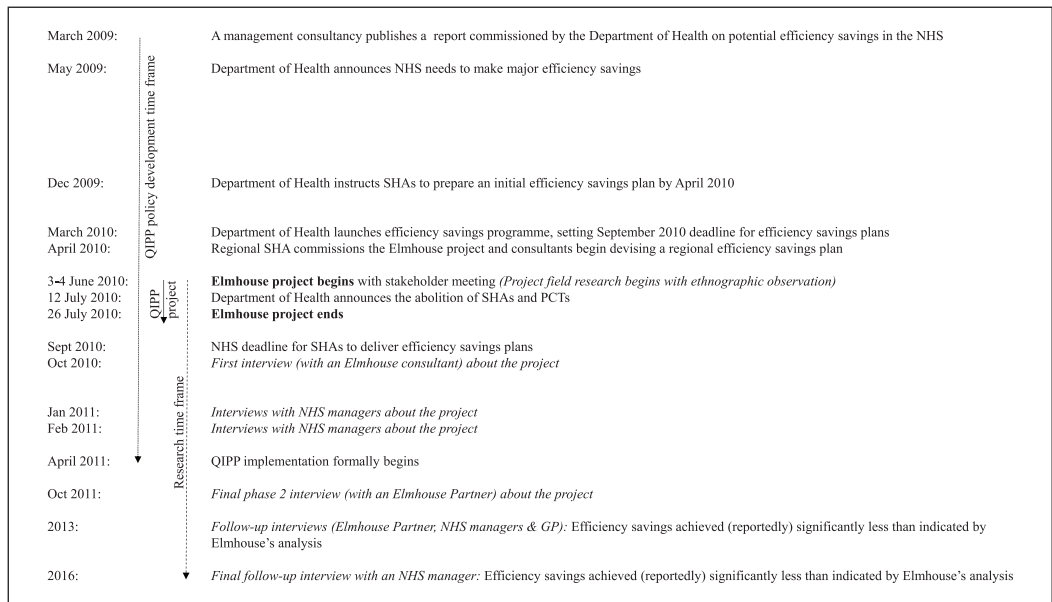 March 2009: A management consultancy publishes a report commissioned by the Department of Health on potential efficiency savings in the NHS
May 2009: Department of Health announces NHS needs to make major efficiency savings
QIPP policy development time frame
Dec 2009: Department of Health instructs SHAs to prepare an initial efficiency savings plan by April 2010
March 2010: Department of Health launches efficiency savings programme, setting September 2010 deadline for efficiency savings plans
April 2010: Regional SHA commissions the Elmhouse project and consultants begin devising a regional efficiency savings plan
3-4 June 2010: Elmhouse project begins with stakeholder meeting (Project field research begins with ethnographic observation)
12 July 2010: Department of Health announces the abolition of SHAs and PCTs
26 July 2010: Elmhouse project ends
QIPP
project
Sept 2010: NHS deadline for SHAs to deliver efficiency savings plans
Oct 2010: First interview (with an Elmhouse consultant) about the project
Research time frame
Jan 2011: Interviews with NHS managers about the project
Feb 2011: Interviews with NHS managers about the project
April 2011: QIPP implementation formally begins
Oct 2011: Final phase 2 interview (with an Elmhouse Partner) about the project
2013: Follow-up interviews (Elmhouse Partner, NHS managers & GP): Efficiency savings achieved (reportedly) significantly less than indicated by
Elmhouse's analysis
2016: Final follow-up interview with an NHS manager: Efficiency savings achieved (reportedly) significantly less than indicated by Elmhouse's analysis